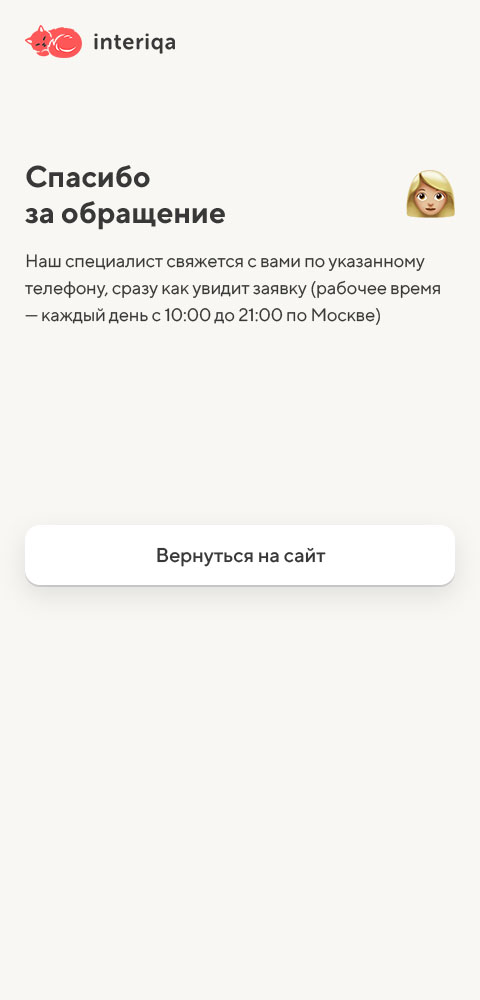 interiqa
Спасибо
за обращение
Наш специалист свяжется с вами по указанному
телефону, сразу как увидит заявку (рабочее время
— каждый день с 10:00 до 21:00 по Москве)
Вернуться на сайт